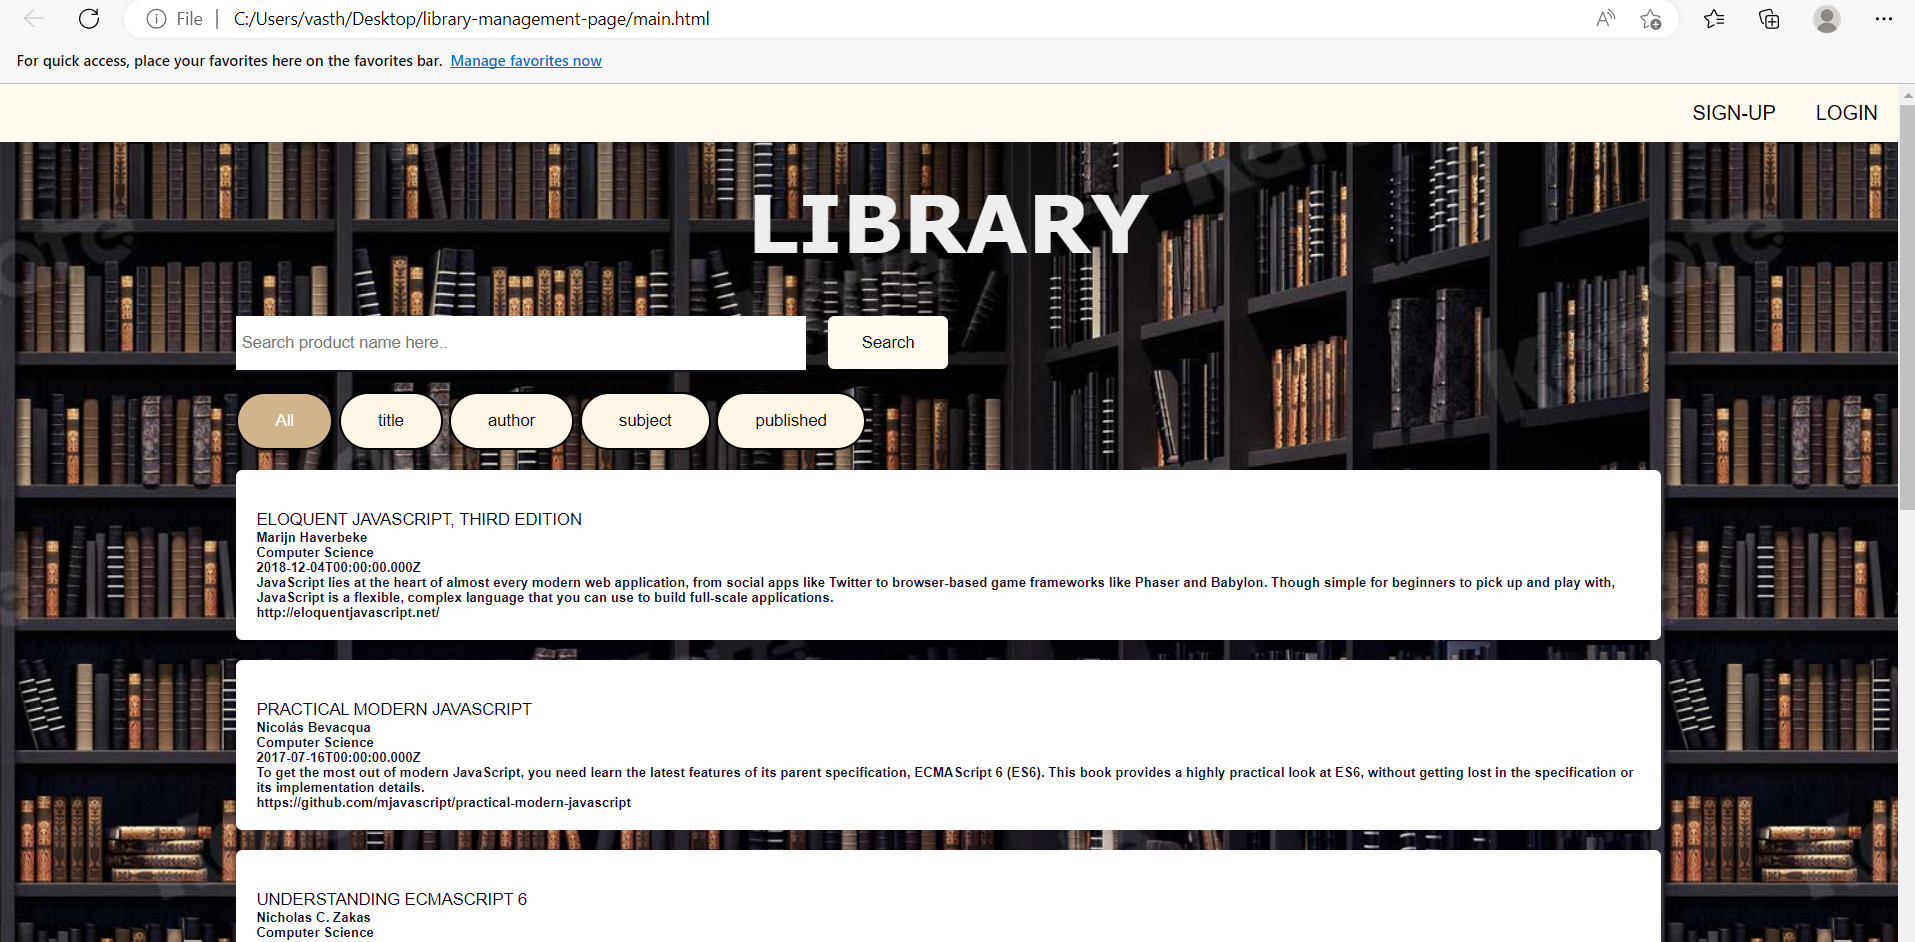 File
C:/Users/vasth/Desktop/library-management-page/main.html
For quick access, place your favorites here on the favorites bar. Manage favorites now
SIGN-UP LOGIN
LIBRARY
Search product name here..
Search
All title author subject published
ELOQUENT JAVASCRIPT, THIRD EDITION
Marijn Haverbeke
Computer Science
2018-12-04T00:00:00.000Z
JavaScript lies at the heart of almost every modern web application, from social apps like Twitter to browser-based game frameworks like Phaser and Babylon. Though simple for beginners to pick up and play with,
JavaScript is a flexible, complex language that you can use to build full-scale applications.
http://eloquentjavascript.net/
PRACTICAL MODERN JAVASCRIPT
Nicolás Bevacqua
Computer Science
2017-07-16T00:00:00.000Z
To get the most out of modern JavaScript, you need learn the latest features of its parent specification, ECMAScript 6 (ES6). This book provides a highly practical look at ES6, without getting lost in the specification or
its implementation details.
https://github.com/mjavascript/practical-modern-javascript
UNDERSTANDING ECMASCRIPT 6
Nicholas C. Zakas
Computer Science